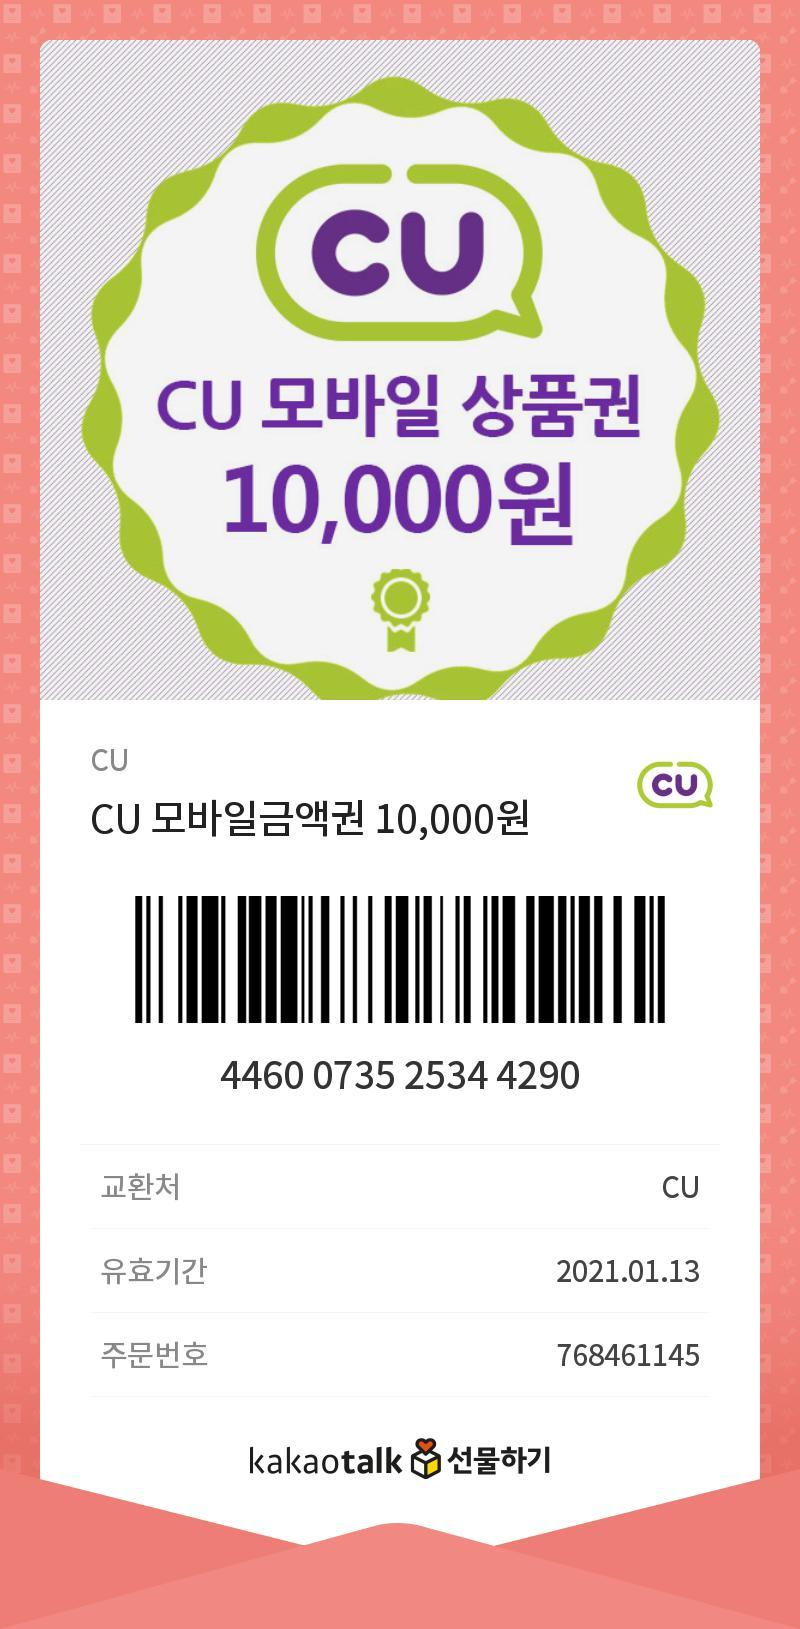 CU
CU 모바일 상품권
10,000원
CU
CU
CU 모바일금액권 10,000원
4460 0735 2534 4290
교환처 CU
유효기간 2021.01.13
주문번호 768461145
kakaotalk 선물하기